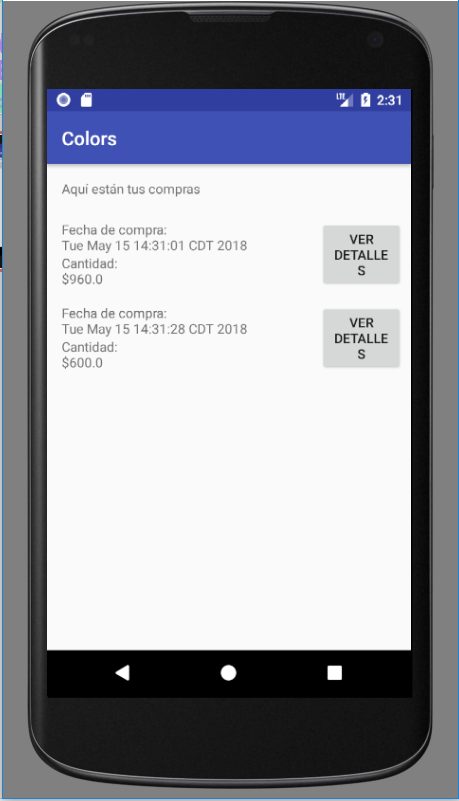 LTE 2:31
Colors
Aquí están tus compras
Fecha de compra:
Tue May 15 14:31:01 CDT 2018
Cantidad:
$960.0
VER
DETALLE
S
Fecha de compra:
Tue May 15 14:31:28 CDT 2018
Cantidad:
$600.0
VER
DETALLE
S